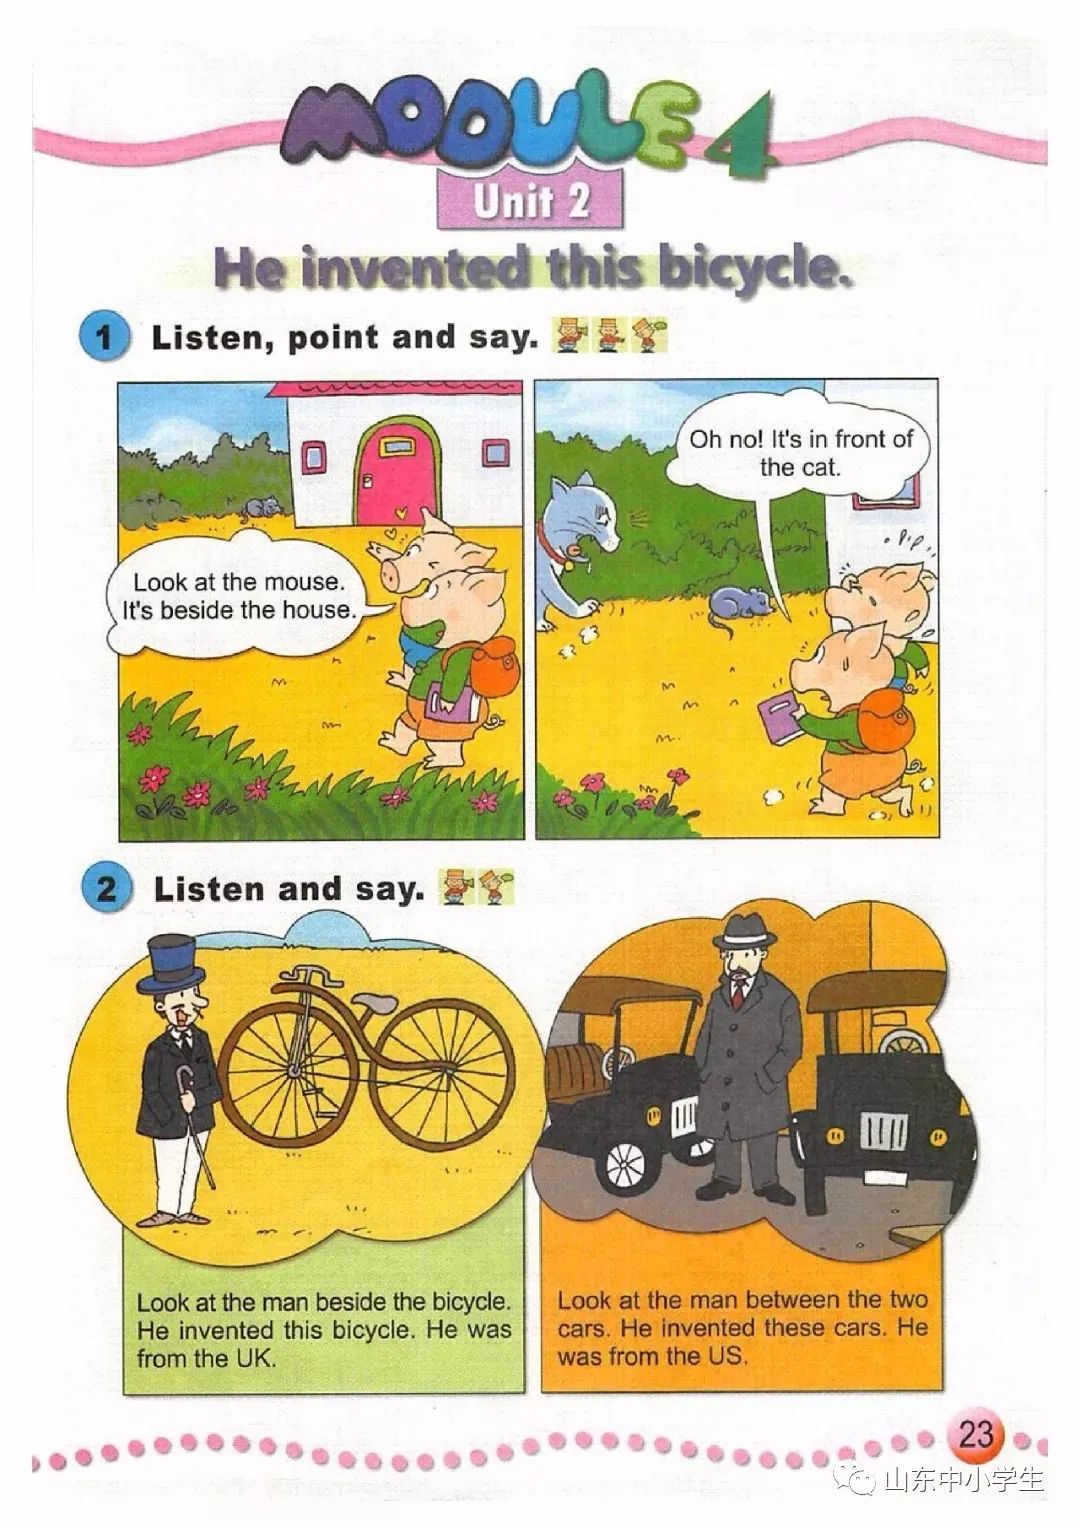 MODULE 4
Unit 2
He invented this bicycle.
1 Listen, point and say.
Look at the mouse.
It's beside the house.
Oh no! It's in front of
the cat.
2 Listen and say.
Look at the man beside the bicycle.
He invented this bicycle. He was
from the UK.
Look at the man between the two
cars. He invented these cars. He
was from the US.
23
山东中小学生